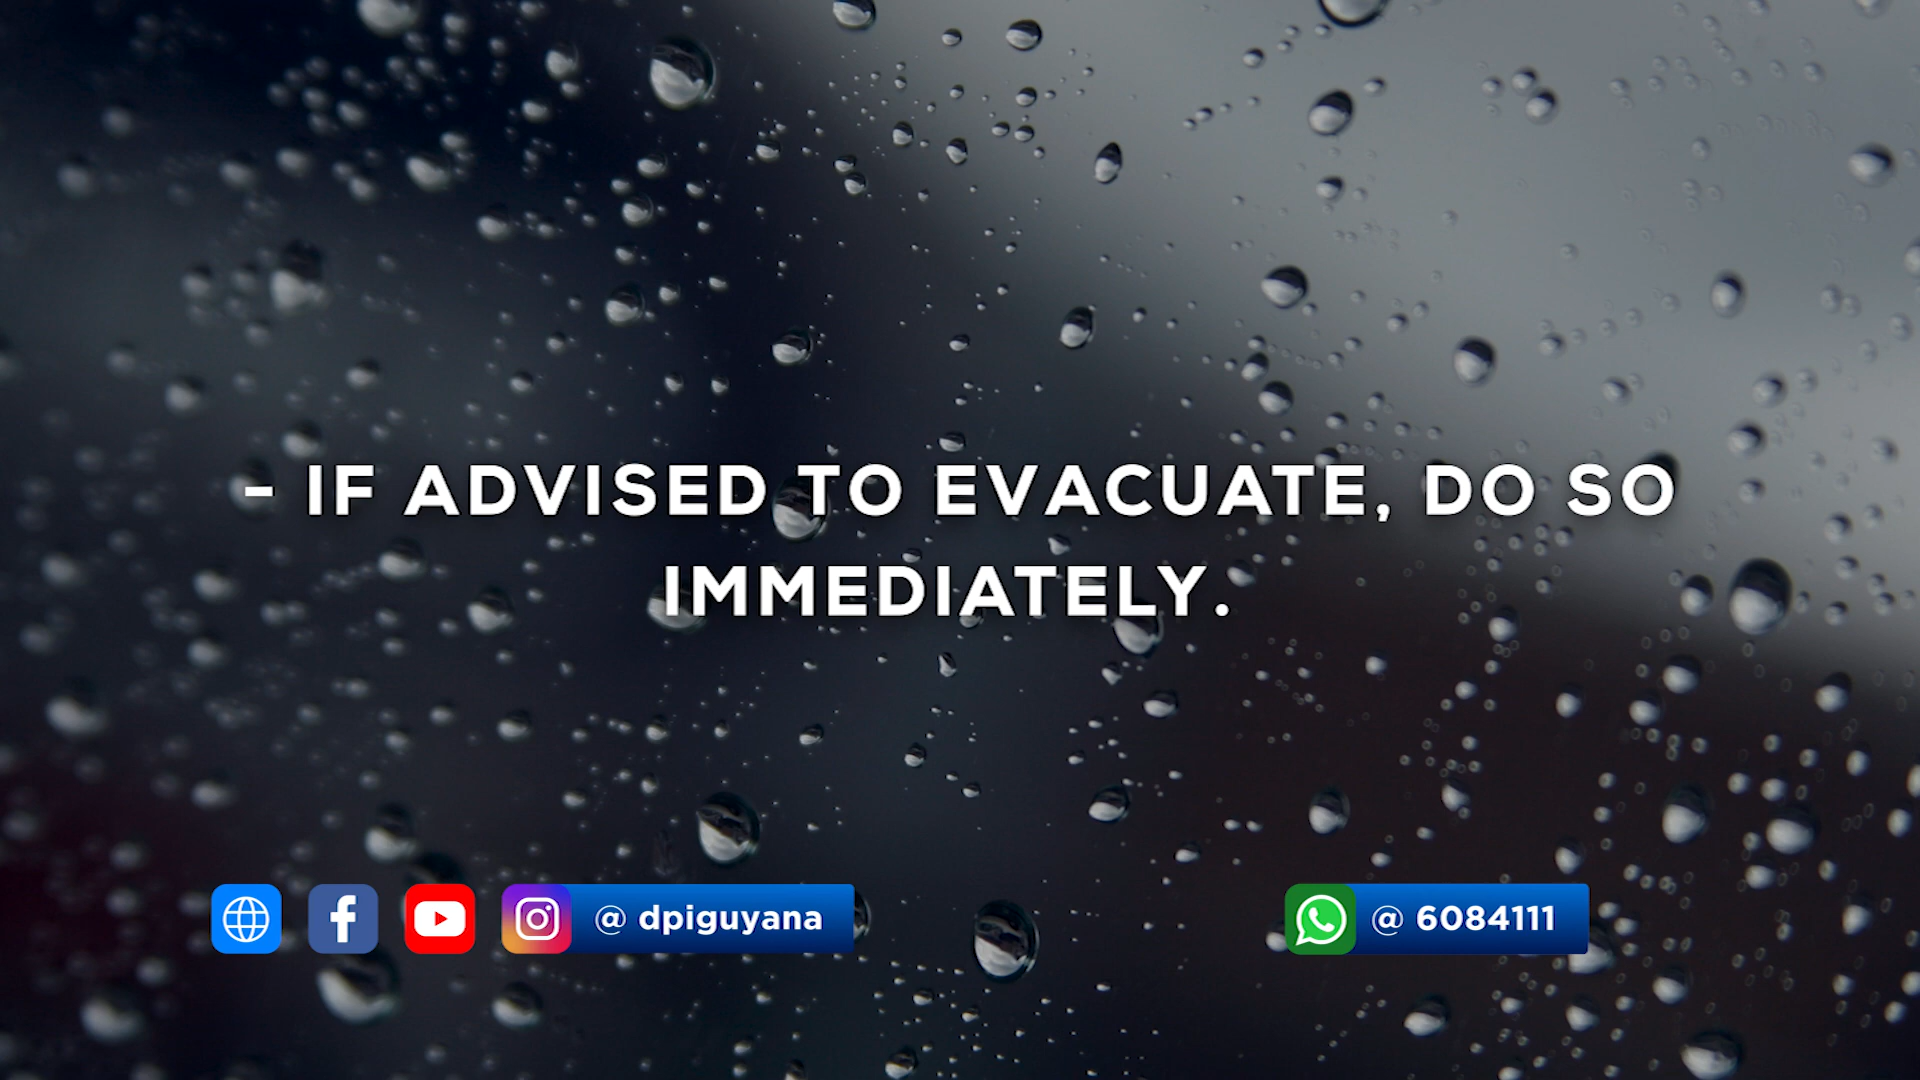 - IF ADVISED TO EVACUATE, DO SO
IMMEDIATELY.
@ dpiguyana
@ 6084111